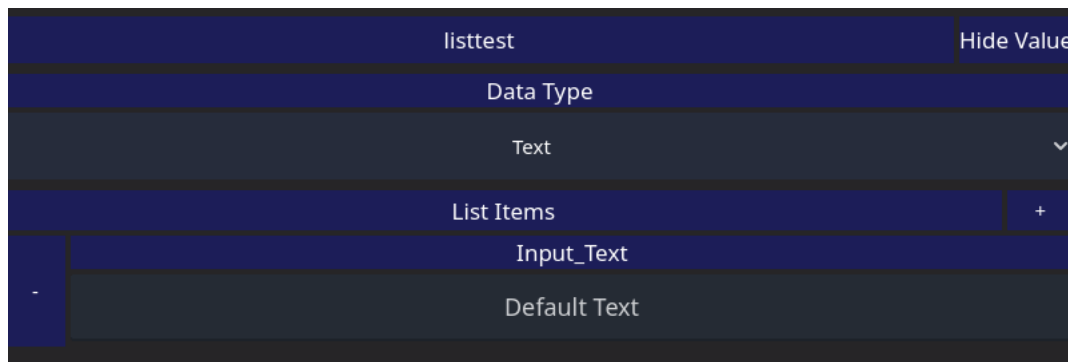 listtest Hide Value
Data Type
Text
List Items +
Input_Text
-
Default Text